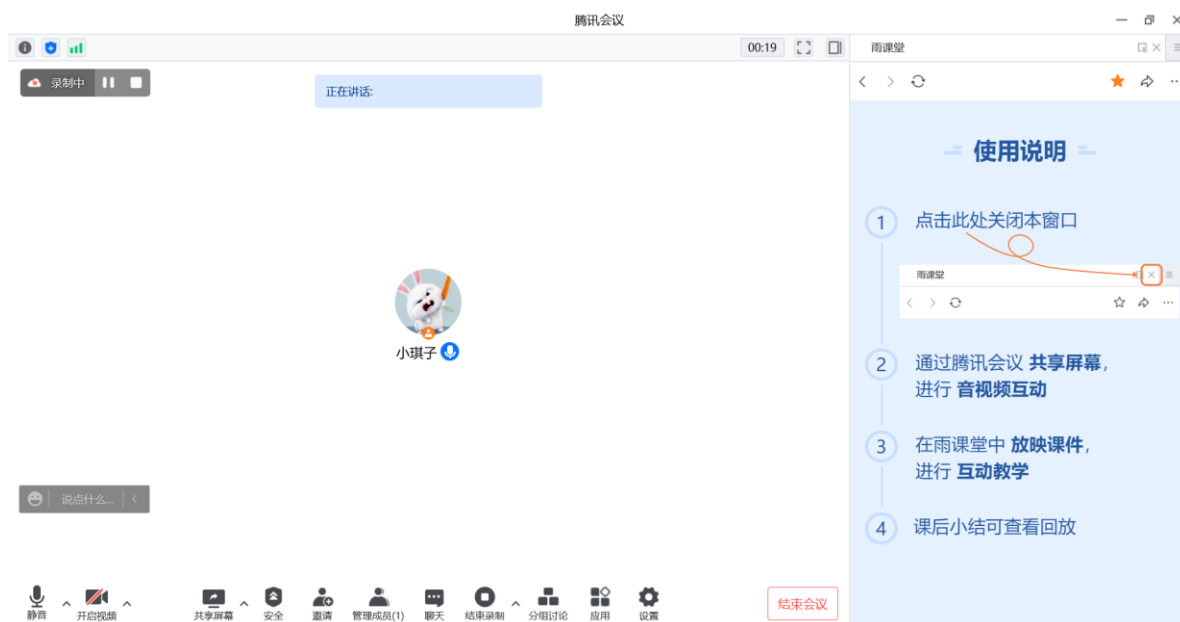 腾讯会议
00:19
雨课堂
录制中
正在讲话:
使用说明
1 点击此处关闭本窗口
雨课堂
小琪子
2 通过腾讯会议 共享屏幕,
进行 音视频互动
3 在雨课堂中 放映课件,
进行 互动教学
说点什么...
4 课后小结可查看回放
静音 开启视频 共享屏幕 安全 邀请 管理成员(1) 聊天 结束录制 分组讨论 应用 设置 结束会议